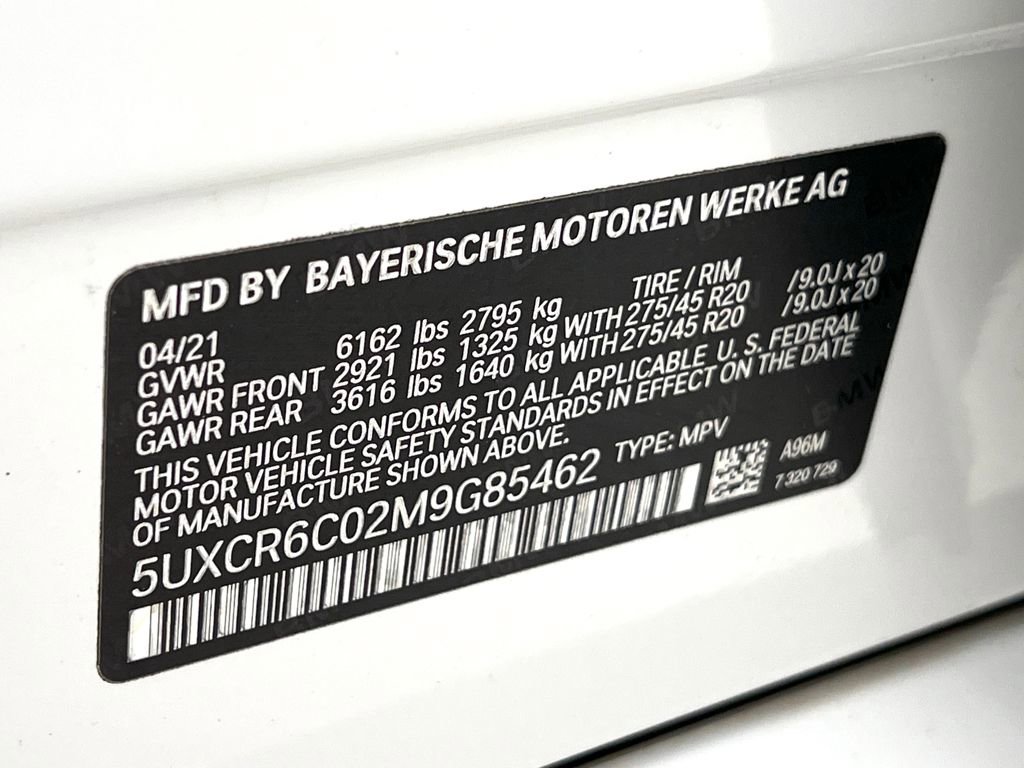 MFD BY BAYERISCHE MOTOREN WERKE AG
04/21 TIRE / RIM
GVWR 6162 lbs 2795 kg
GAWR FRONT 2921 lbs 1325 kg WITH 275/45 R20 /9.0J x 20
GAWR REAR 3616 lbs 1640 kg WITH 275/45 R20 /9.0J x 20
THIS VEHICLE CONFORMS TO ALL APPLICABLE U. S. FEDERAL
MOTOR VEHICLE SAFETY STANDARDS IN EFFECT ON THE DATE
OF MANUFACTURE SHOWN ABOVE.
5UXCR6C02M9G85462 TYPE: MPV
A96M
7 320 729